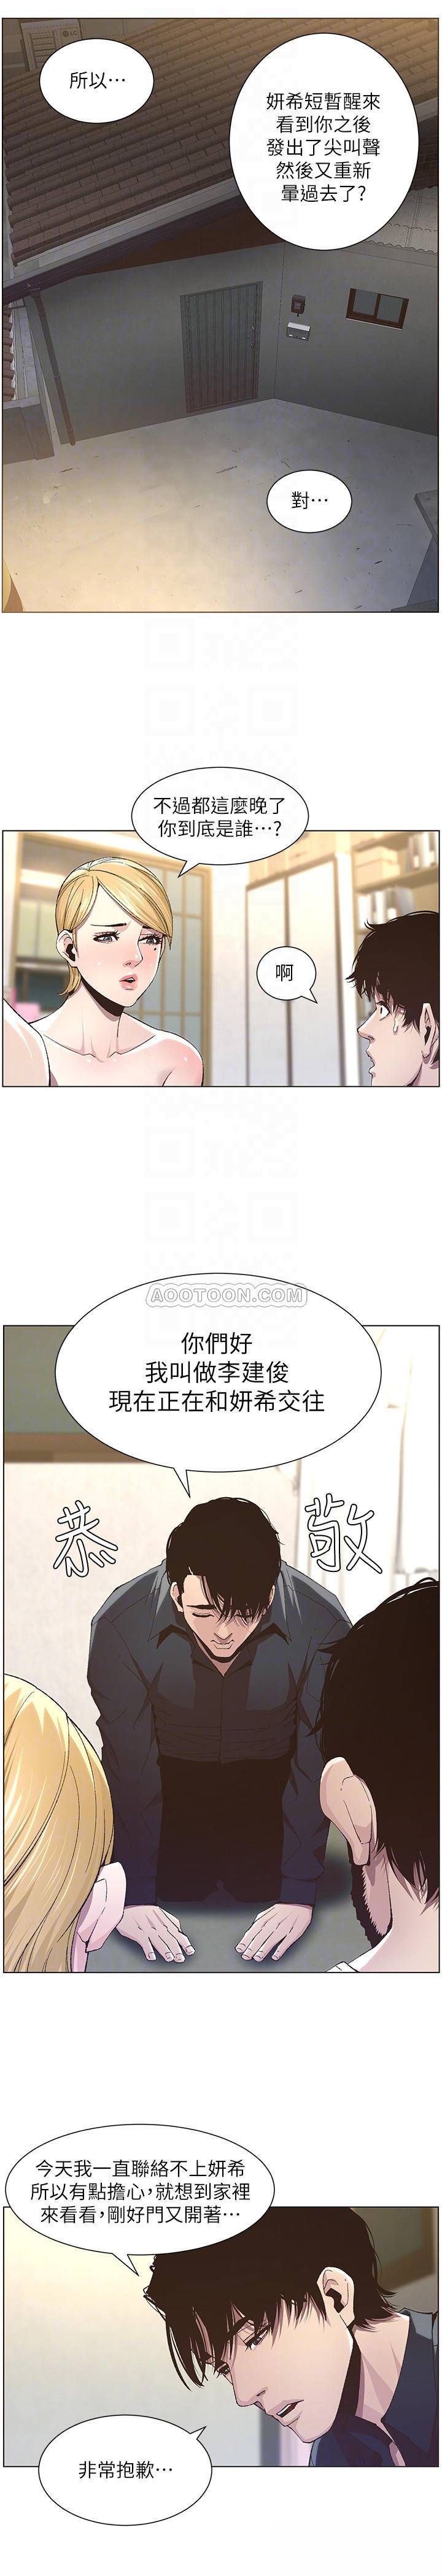 所以…
妍希短暫醒來
看到你之後
發出了尖叫聲
然後又重新
暈過去了?
對…
不過都這麼晚了
你到底是誰…?
啊
AOOTOON.COM
你們好
我叫做李建俊
現在正在和妍希交往
恭敬
今天我一直聯絡不上妍希
所以有點擔心,就想到家裡
來看看,剛好門又開著…
非常抱歉…